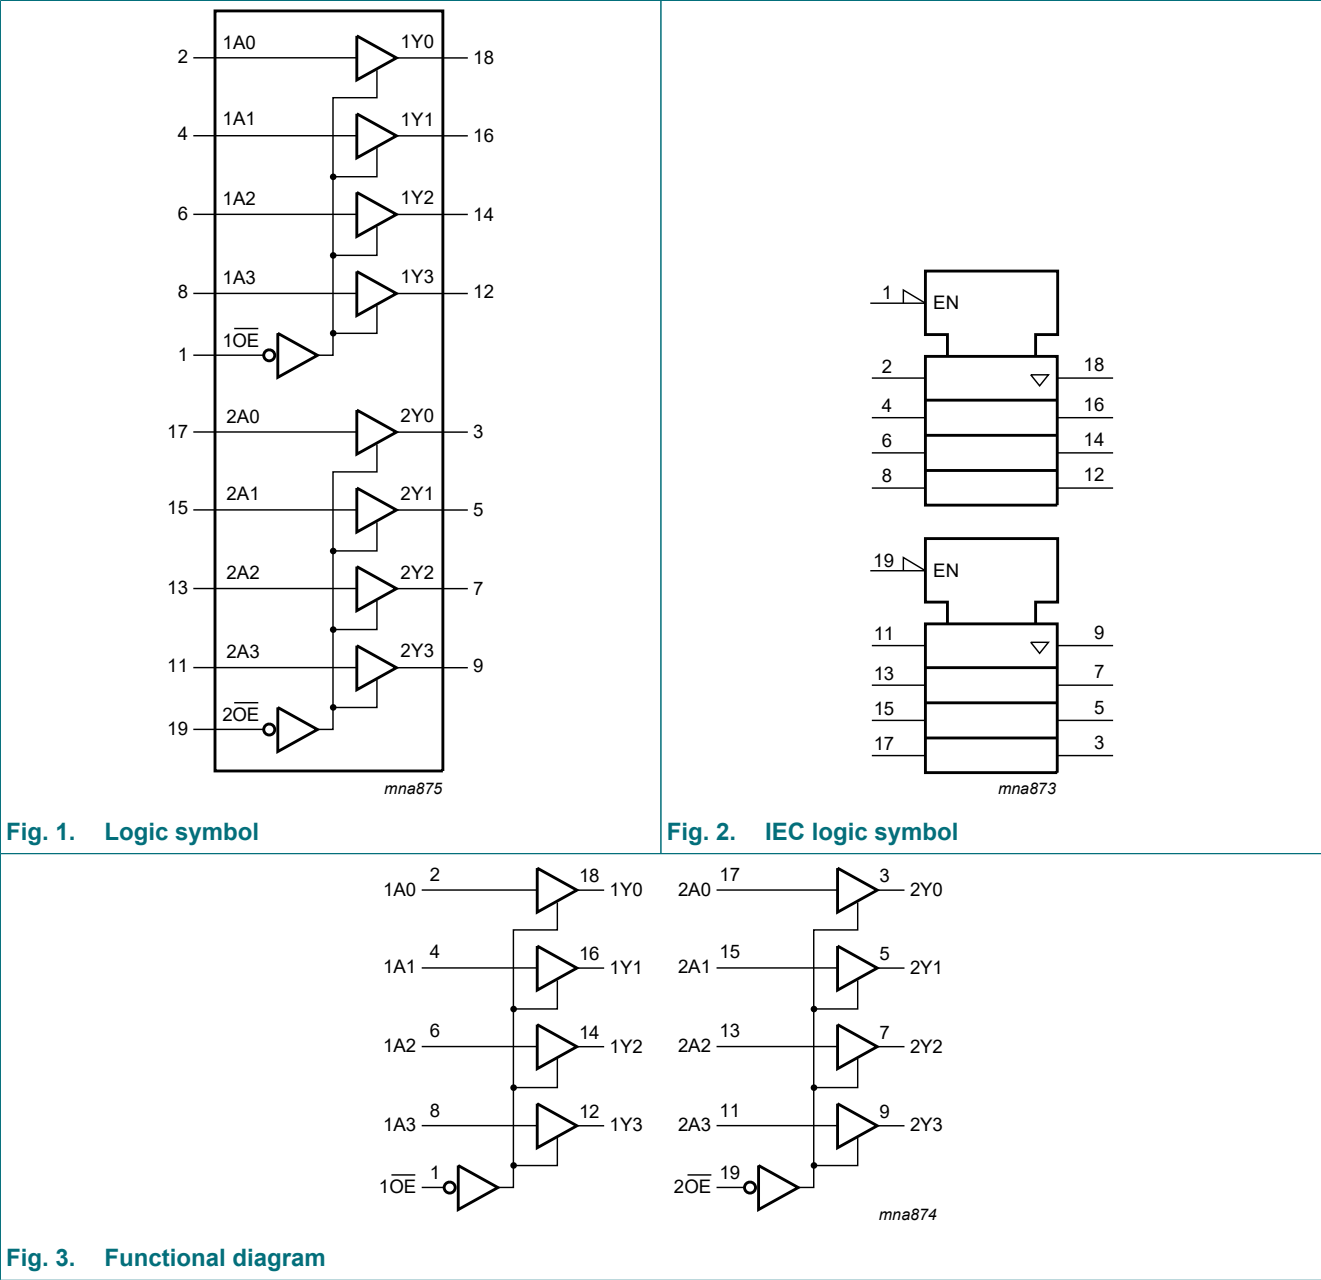 1A0 1Y0
2 18
1A1 1Y1
4 16
1A2 1Y2
6 14
1A3 1Y3
8 12
1O̅E̅
1
2A0 2Y0
17 3
2A1 2Y1
15 5
2A2 2Y2
13 7
2A3 2Y3
11 9
2O̅E̅
19
mna875
Fig. 1. Logic symbol
1 EN
2 18
4 16
6 14
8 12
19 EN
11 9
13 7
15 5
17 3
mna873
Fig. 2. IEC logic symbol
1A0 2 18 1Y0
1A1 4 16 1Y1
1A2 6 14 1Y2
1A3 8 12 1Y3
1O̅E̅ 1
2A0 17 3 2Y0
2A1 15 5 2Y1
2A2 13 7 2Y2
2A3 11 9 2Y3
2O̅E̅ 19
mna874
Fig. 3. Functional diagram